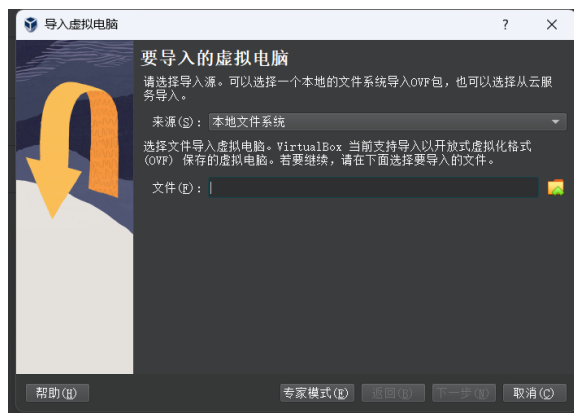 导入虚拟电脑
?
要导入的虚拟电脑
请选择导入源。可以选择一个本地的文件系统导入OVF包，也可以选择从云服
务导入。
来源(S)：本地文件系统
选择文件导入虚拟电脑。VirtualBox 当前支持导入以开放式虚拟化格式
(OVF) 保存的虚拟电脑。若要继续，请在下面选择要导入的文件。
文件(F)：
帮助(H) 专家模式(E) 返回(B) 下一步(N) 取消(C)